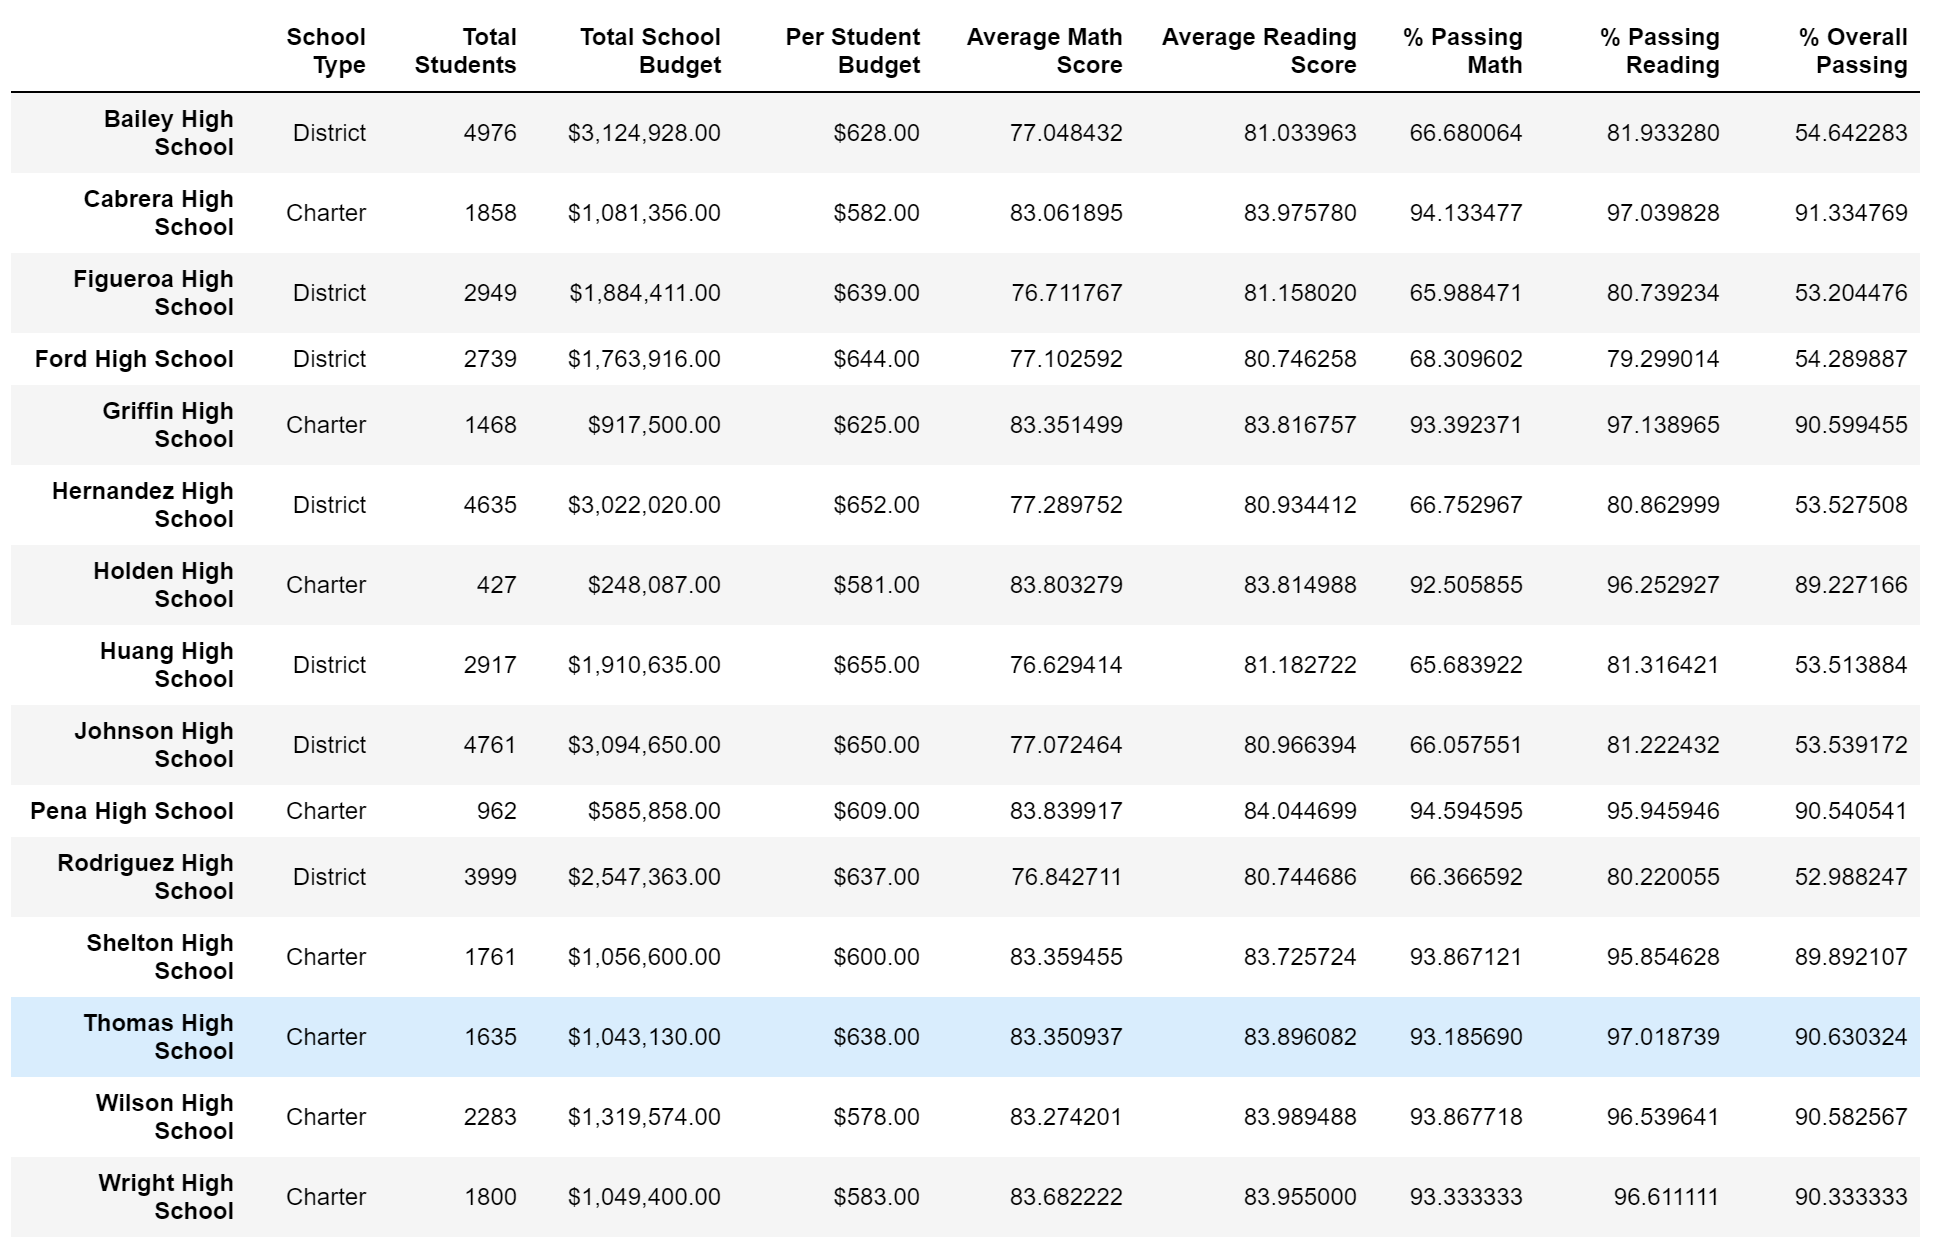 School Type Total Students Total School Budget Per Student Budget Average Math Score Average Reading Score % Passing Math % Passing Reading % Overall Passing
Bailey High School District 4976 $3,124,928.00 $628.00 77.048432 81.033963 66.680064 81.933280 54.642283
Cabrera High School Charter 1858 $1,081,356.00 $582.00 83.061895 83.975780 94.133477 97.039828 91.334769
Figueroa High School District 2949 $1,884,411.00 $639.00 76.711767 81.158020 65.988471 80.739234 53.204476
Ford High School District 2739 $1,763,916.00 $644.00 77.102592 80.746258 68.309602 79.299014 54.289887
Griffin High School Charter 1468 $917,500.00 $625.00 83.351499 83.816757 93.392371 97.138965 90.599455
Hernandez High School District 4635 $3,022,020.00 $652.00 77.289752 80.934412 66.752967 80.862999 53.527508
Holden High School Charter 427 $248,087.00 $581.00 83.803279 83.814988 92.505855 96.252927 89.227166
Huang High School District 2917 $1,910,635.00 $655.00 76.629414 81.182722 65.683922 81.316421 53.513884
Johnson High School District 4761 $3,094,650.00 $650.00 77.072464 80.966394 66.057551 81.222432 53.539172
Pena High School Charter 962 $585,858.00 $609.00 83.839917 84.044699 94.594595 95.945946 90.540541
Rodriguez High School District 3999 $2,547,363.00 $637.00 76.842711 80.744686 66.366592 80.220055 52.988247
Shelton High School Charter 1761 $1,056,600.00 $600.00 83.359455 83.725724 93.867121 95.854628 89.892107
Thomas High School Charter 1635 $1,043,130.00 $638.00 83.350937 83.896082 93.185690 97.018739 90.630324
Wilson High School Charter 2283 $1,319,574.00 $578.00 83.274201 83.989488 93.867718 96.539641 90.582567
Wright High School Charter 1800 $1,049,400.00 $583.00 83.682222 83.955000 93.333333 96.611111 90.333333